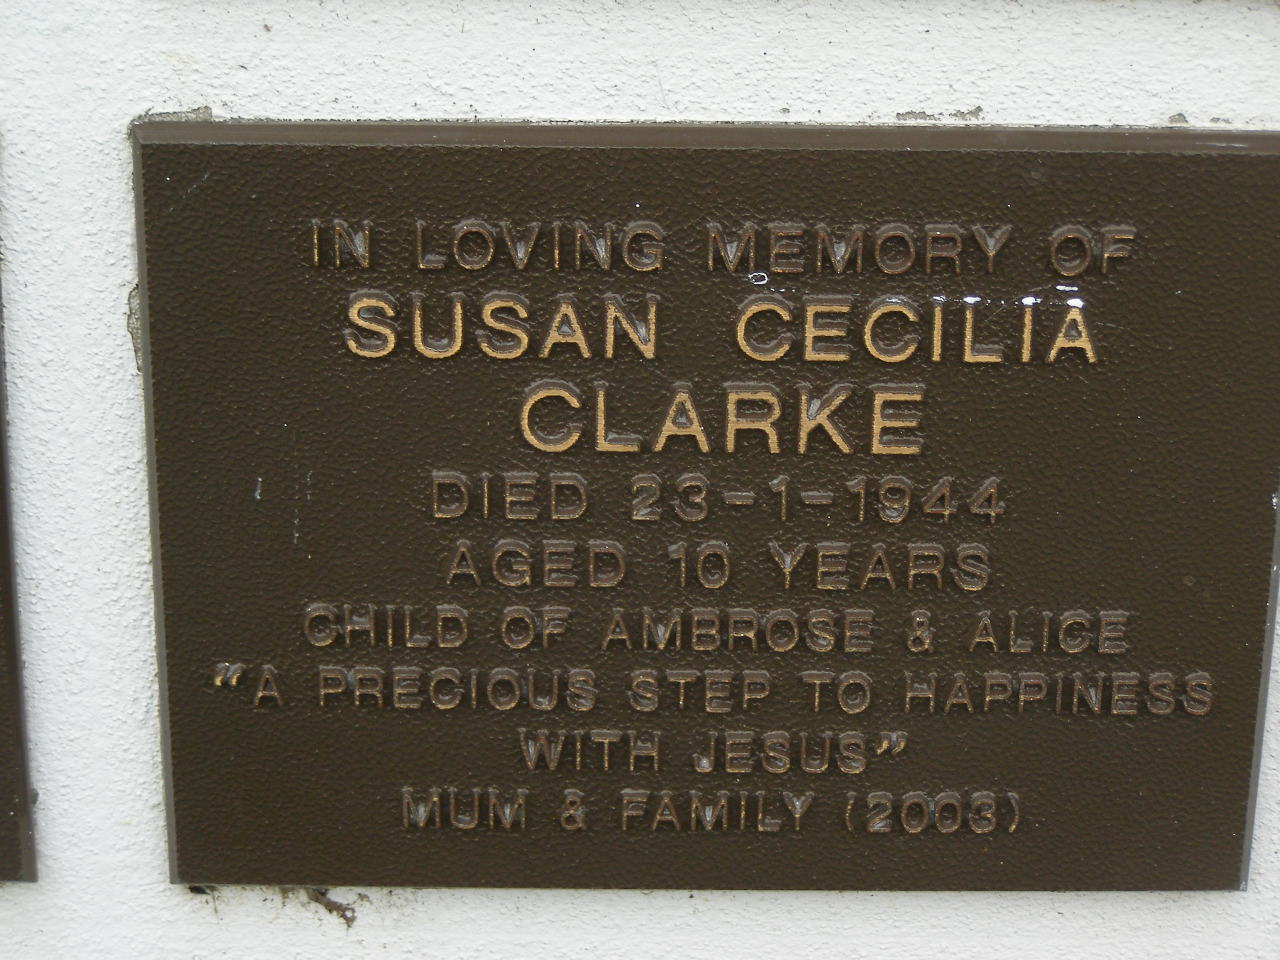 IN LOVING MEMORY OF
SUSAN CECILIA
CLARKE
DIED 23-1-1944
AGED 10 YEARS
CHILD OF AMBROSE & ALICE
"A PRECIOUS STEP TO HAPPINESS
WITH JESUS"
MUM & FAMILY (2003)